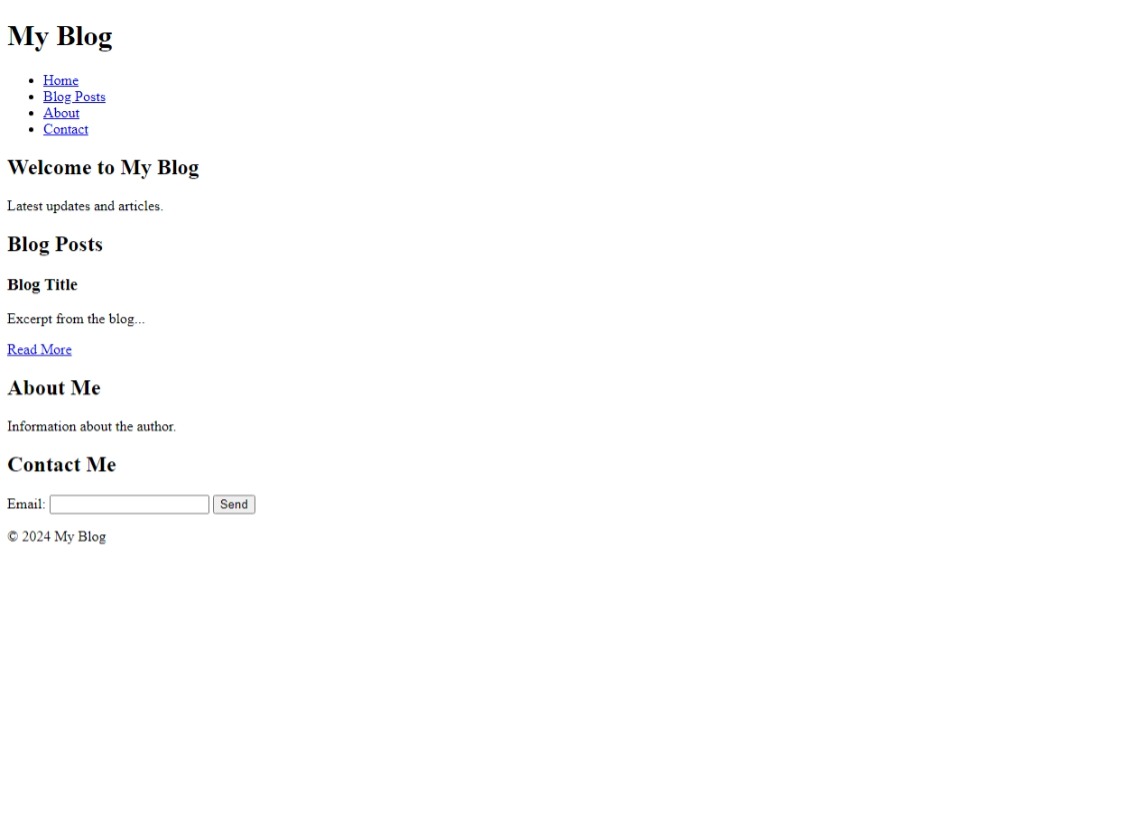 My Blog
Home
Blog Posts
About
Contact
Welcome to My Blog
Latest updates and articles.
Blog Posts
Blog Title
Excerpt from the blog...
Read More
About Me
Information about the author.
Contact Me
Email: Send
© 2024 My Blog